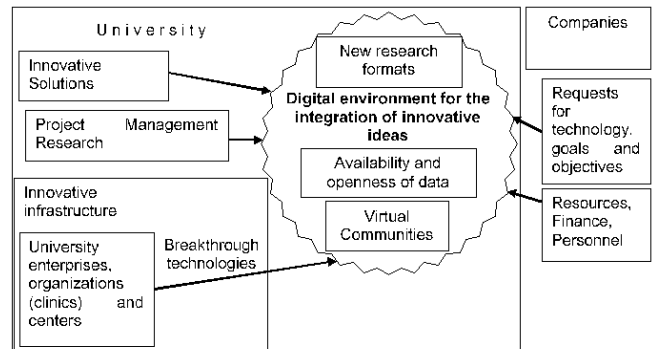 University
Companies
New research
formats
Innovative
Solutions
Digital environment for the
integration of innovative
ideas
Requests
for
technology.
goals and
objectives
Project Management
Research
Availability and
openness of data
Innovative
infrastructure
Resources,
Finance,
Personnel
Virtual
Communities
University
enterprises,
organizations
(clinics) and
centers
Breakthrough
technologies